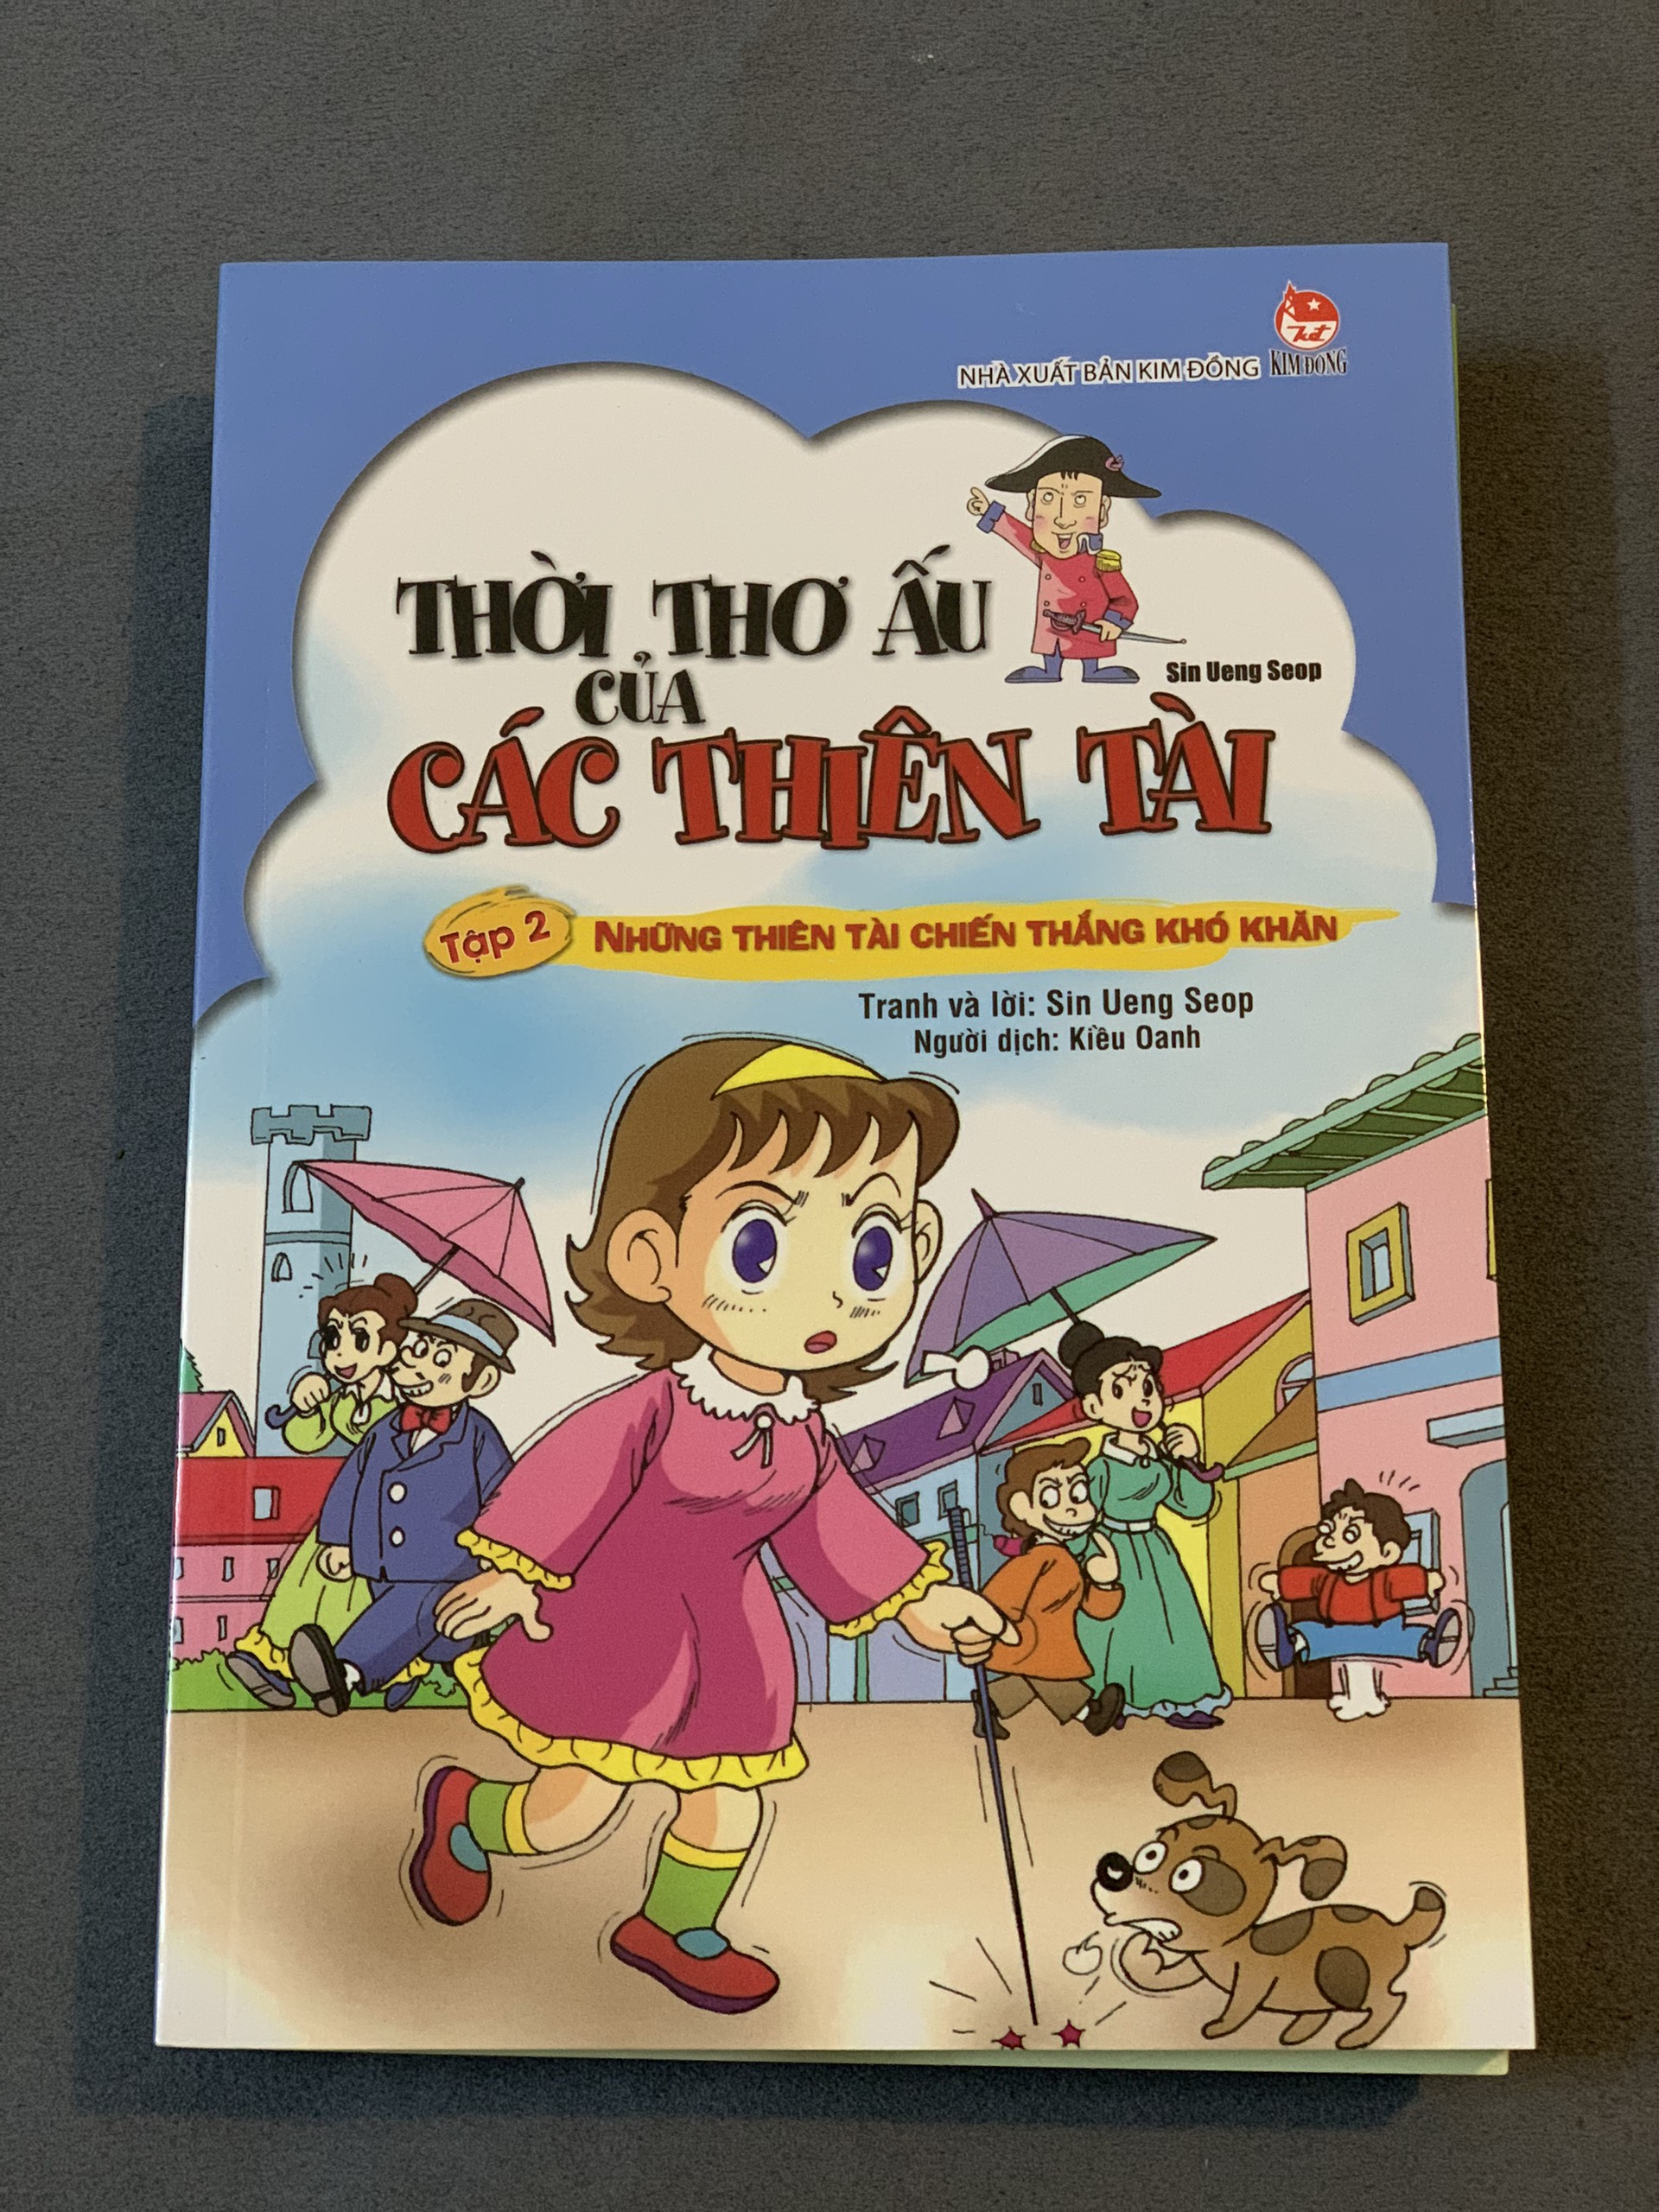 NHÀ XUẤT BẢN KIM ĐỒNG
Kđ
KIM ĐỒNG
THỜI THƠ ẤU
CỦA
CÁC THIÊN TÀI
Sin Ueng Seop
Tập 2
NHỮNG THIÊN TÀI CHIẾN THẮNG KHÓ KHĂN
Tranh và lời: Sin Ueng Seop
Người dịch: Kiều Oanh